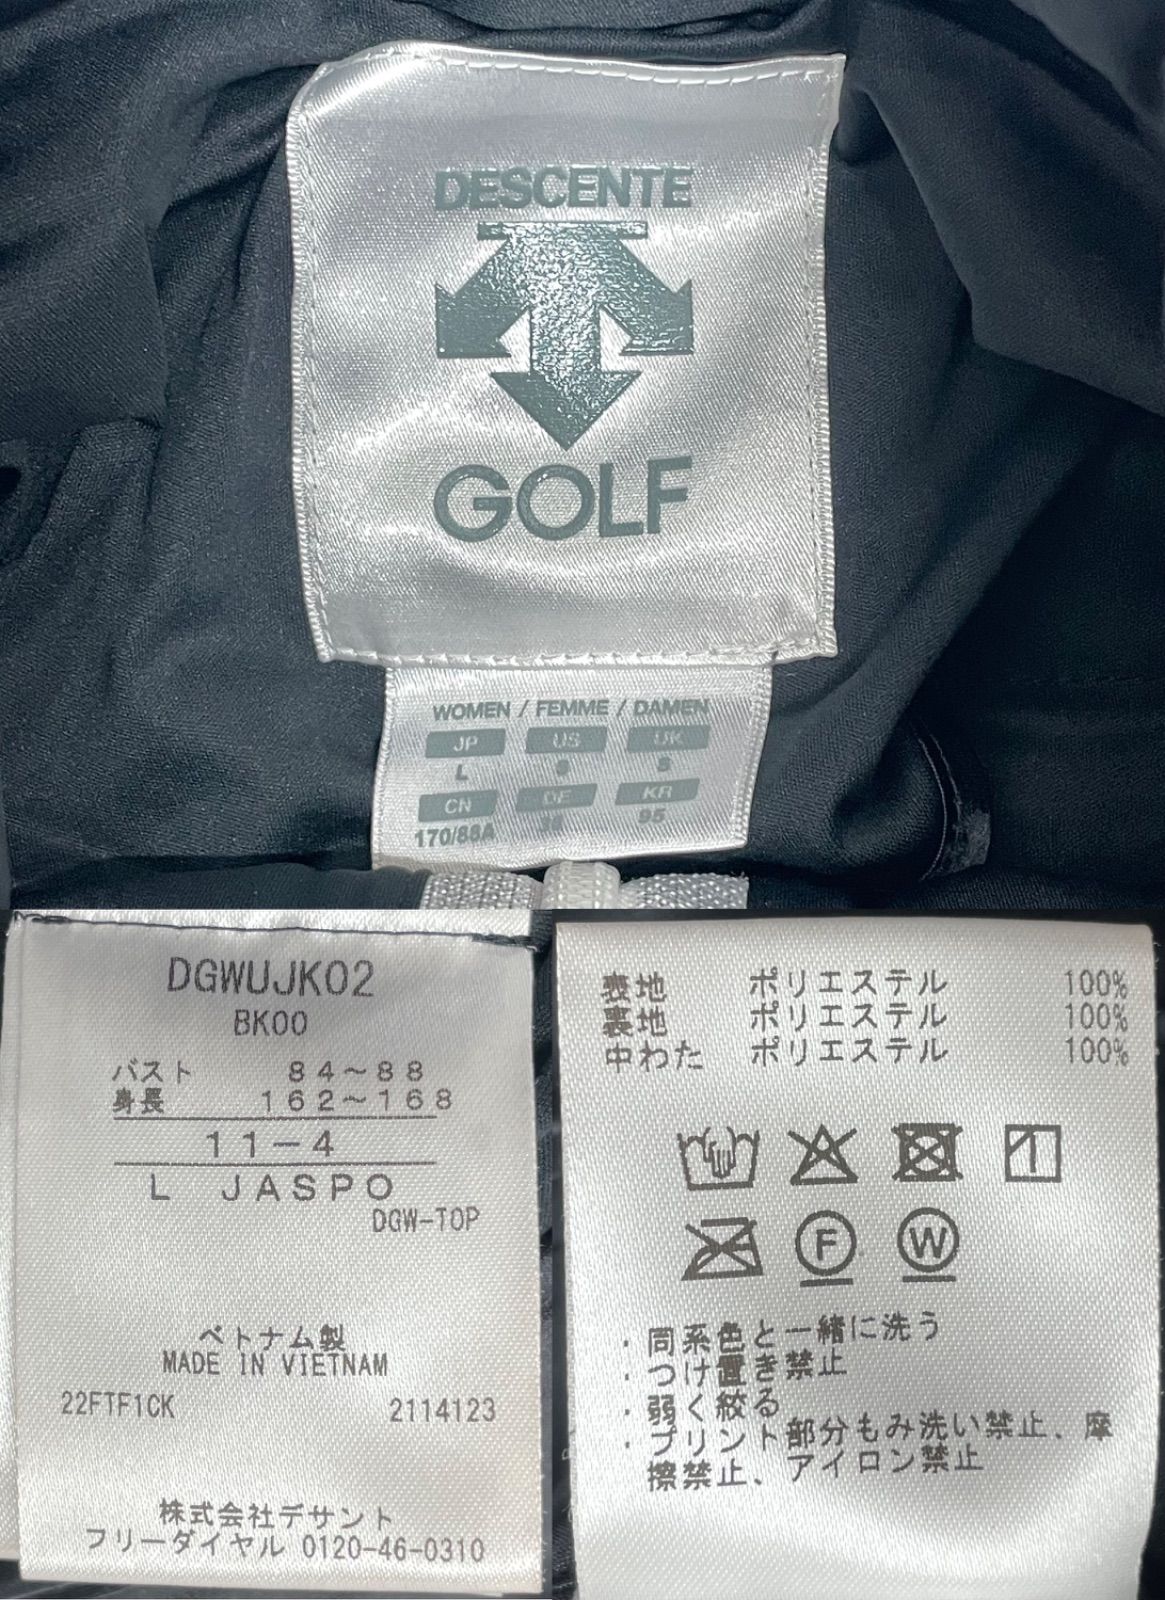 DESCENTE
GOLF
WOMEN / FEMME / DAMEN
JP US UK
L S S
CN DE KR
170/88A 95
DGWUJK02
BK00
バスト 84〜88
身長 162〜168
11-4
L JASPO
DGW-TOP
ベトナム製
MADE IN VIETNAM
22FTF1CK 2114123
株式会社デサント
フリーダイヤル 0120-46-0310
表地 ポリエステル 100%
裏地 ポリエステル 100%
中わた ポリエステル 100%
1
F W
・同系色と一緒に洗う
・つけ置き禁止
・弱く絞る
・プリント部分もみ洗い禁止、摩
擦禁止、アイロン禁止